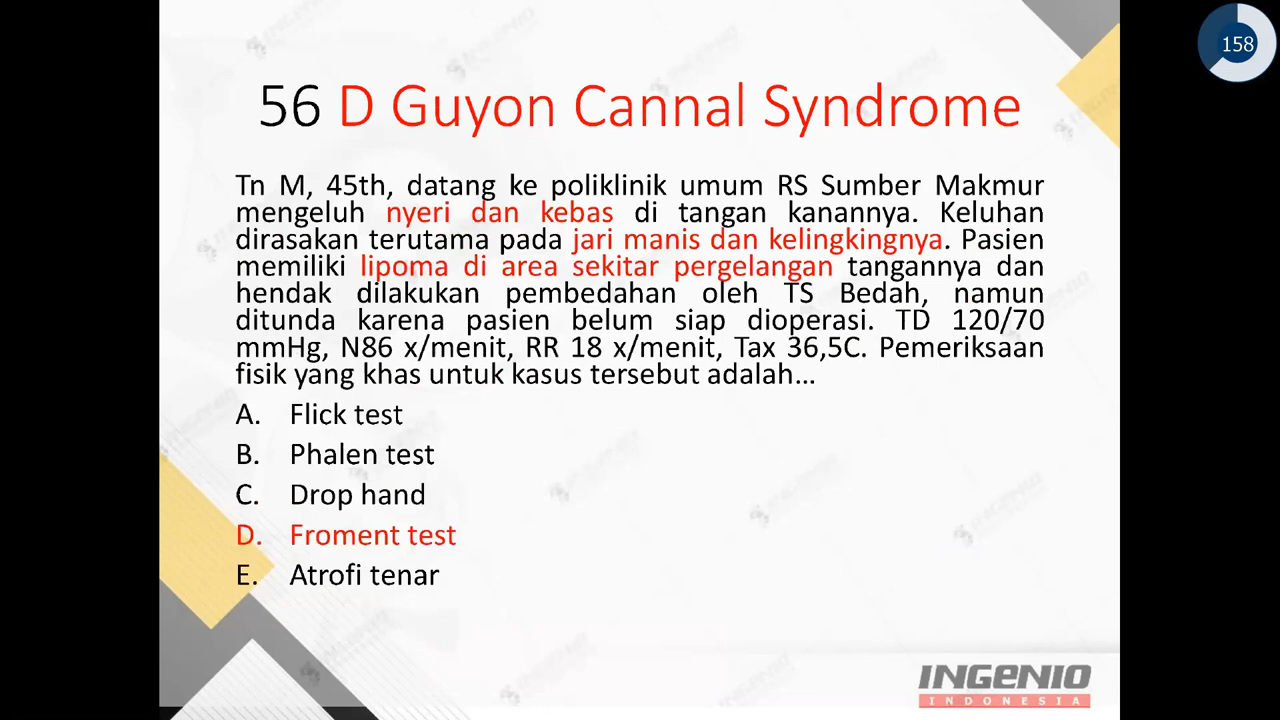 158
56 D Guyon Cannal Syndrome
Tn M, 45th, datang ke poliklinik umum RS Sumber Makmur
mengeluh nyeri dan kebas di tangan kanannya. Keluhan
dirasakan terutama pada jari manis dan kelingkingnya. Pasien
memiliki lipoma di area sekitar pergelangan tangannya dan
hendak dilakukan pembedahan oleh TS Bedah, namun
ditunda karena pasien belum siap dioperasi. TD 120/70
mmHg, N86 x/menit, RR 18 x/menit, Tax 36,5C. Pemeriksaan
fisik yang khas untuk kasus tersebut adalah...
A. Flick test
B. Phalen test
C. Drop hand
D. Froment test
E. Atrofi tenar
INGENIO
INDONESIA